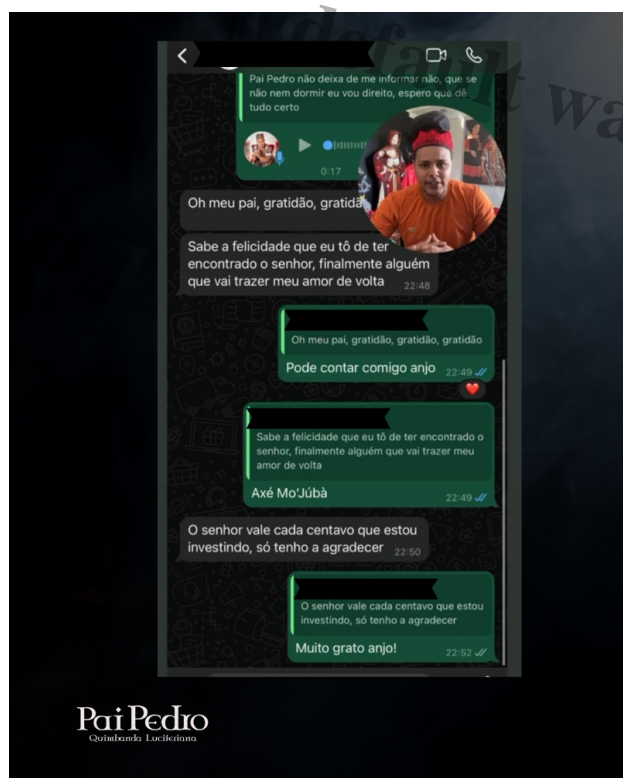 default wa
Pai Pedro não deixa de me informar não, que se
não nem dormir eu vou direito, espero que dê
tudo certo
0:17
Oh meu pai, gratidão, gratidã
Sabe a felicidade que eu tô de ter
encontrado o senhor, finalmente alguém
que vai trazer meu amor de volta 22:48
Oh meu pai, gratidão, gratidão, gratidão
Pode contar comigo anjo 22:49
Sabe a felicidade que eu tô de ter encontrado o
senhor, finalmente alguém que vai trazer meu
amor de volta
Axé Mo'Júbà 22:49
O senhor vale cada centavo que estou
investindo, só tenho a agradecer 22:50
O senhor vale cada centavo que estou
investindo, só tenho a agradecer
Muito grato anjo! 22:52
Pai Pedro
Quimbanda Luciferiana